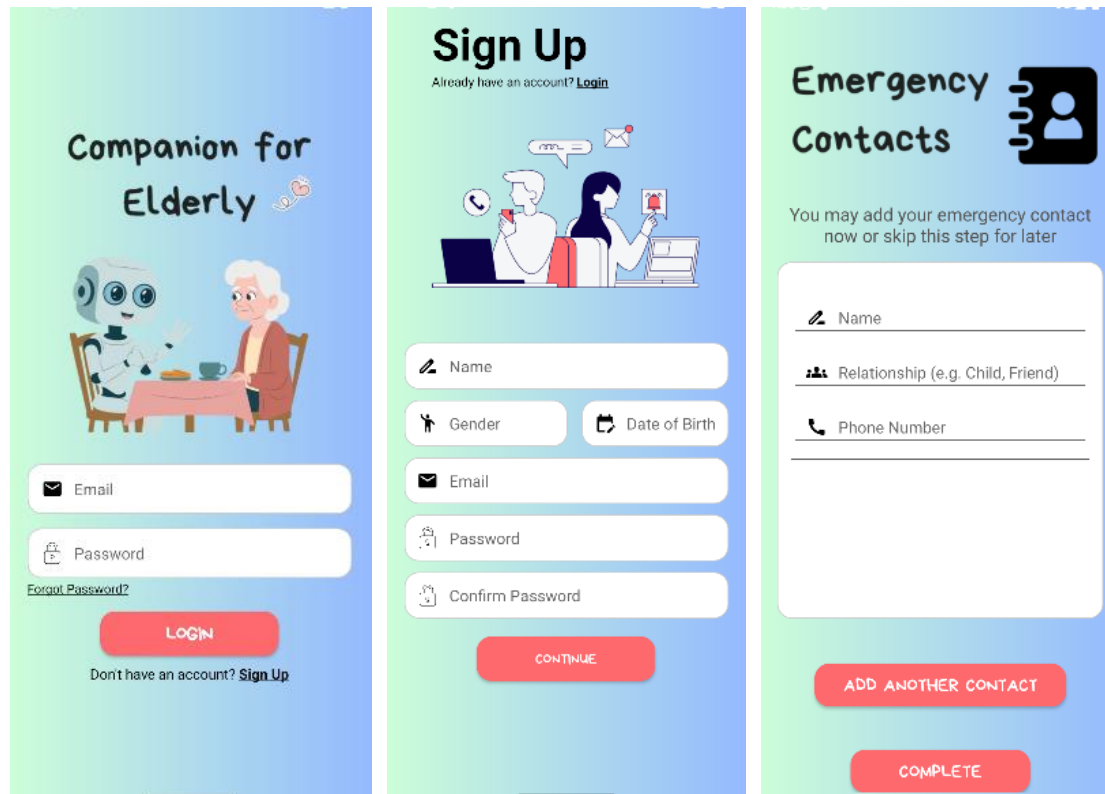 Companion for
Elderly
Email
Password
Forgot Password?
LOGIN
Don't have an account? Sign Up
Sign Up
Already have an account? Login
Name
Gender
Date of Birth
Email
Password
Confirm Password
CONTINUE
Emergency
Contacts
You may add your emergency contact
now or skip this step for later
Name
Relationship (e.g. Child, Friend)
Phone Number
ADD ANOTHER CONTACT
COMPLETE